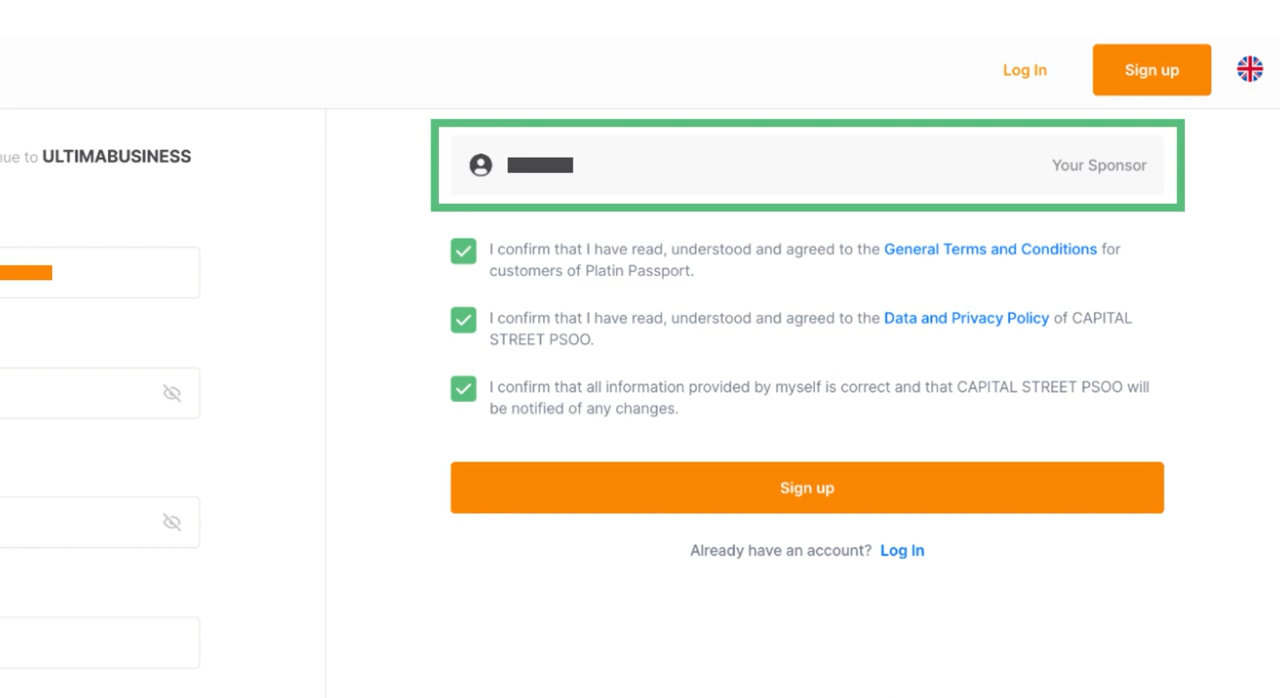 Log In
Sign up
nue to ULTIMABUSINESS
Your Sponsor
I confirm that I have read, understood and agreed to the General Terms and Conditions for
customers of Platin Passport.
I confirm that I have read, understood and agreed to the Data and Privacy Policy of CAPITAL
STREET PSOO.
I confirm that all information provided by myself is correct and that CAPITAL STREET PSOO will
be notified of any changes.
Sign up
Already have an account? Log In